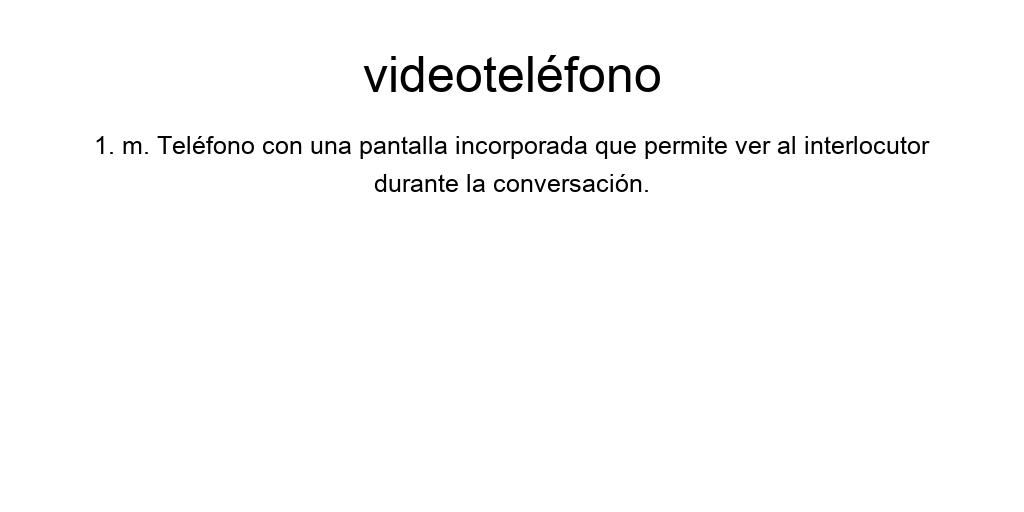 videoteléfono
1. m. Teléfono con una pantalla incorporada que permite ver al interlocutor
durante la conversación.